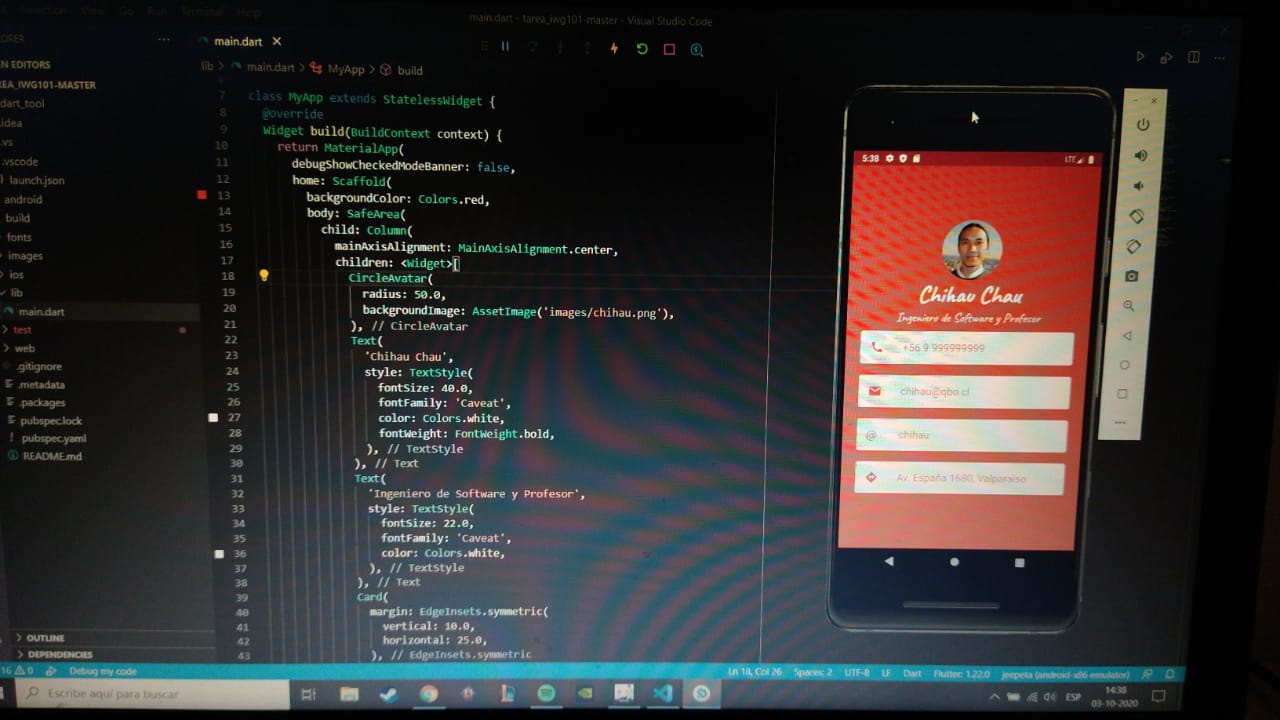 Selection View Go Run Terminal Help
main.dart - tarea_iwg101-master - Visual Studio Code
main.dart
lib > main.dart > MyApp > build
EN EDITORS
REA_IWG101-MASTER
dart_tool
.idea
.vs
.vscode
launch.json
android
build
fonts
images
ios
lib
main.dart
test
web
.gitignore
.metadata
.packages
pubspec.lock
pubspec.yaml
README.md
OUTLINE
DEPENDENCIES
7 class MyApp extends StatelessWidget {
8 @override
9 Widget build(BuildContext context) {
10 return MaterialApp(
11 debugShowCheckedModeBanner: false,
12 home: Scaffold(
13 backgroundColor: Colors.red,
14 body: SafeArea(
15 child: Column(
16 mainAxisAlignment: MainAxisAlignment.center,
17 children: <Widget>[
18 CircleAvatar(
19 radius: 50.0,
20 backgroundImage: AssetImage('images/chihau.png'),
21 ), // CircleAvatar
22 Text(
23 'Chihau Chau',
24 style: TextStyle(
25 fontSize: 40.0,
26 fontFamily: 'Caveat',
27 color: Colors.white,
28 fontWeight: FontWeight.bold,
29 ), // TextStyle
30 ), // Text
31 Text(
32 'Ingeniero de Software y Profesor',
33 style: TextStyle(
34 fontSize: 22.0,
35 fontFamily: 'Caveat',
36 color: Colors.white,
37 ), // TextStyle
38 ), // Text
39 Card(
40 margin: EdgeInsets.symmetric(
41 vertical: 10.0,
42 horizontal: 25.0,
43 ), // EdgeInsets.symmetric
5:38 LTE
Chihau Chau
Ingeniero de Software y Profesor
+56 9 999999999
chihau@qbo.cl
@ chihau
Av. España 1680, Valparaíso
16 0 Debug my code
Ln 18, Col 26 Spaces: 2 UTF-8 LF Dart Flutter: 1.22.0 jeepeta (android-x86 emulator)
Escribe aquí para buscar
ESP
14:38
03-10-2020